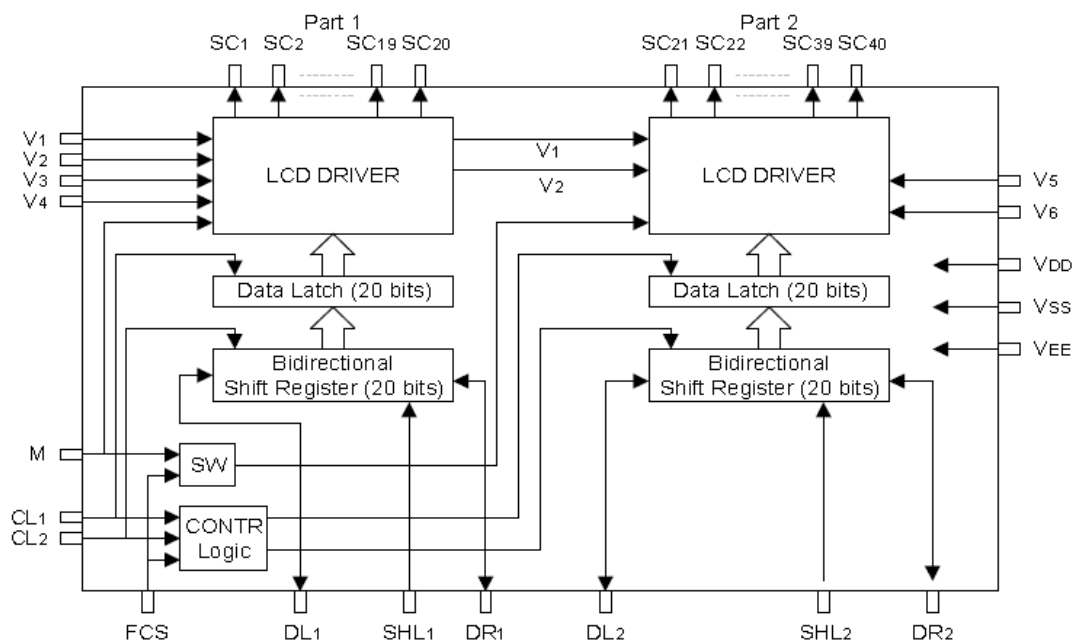 Part 1
Part 2
SC1 SC2 SC19 SC20 SC21 SC22 SC39 SC40
V1
V2
V3
V4
LCD DRIVER
V1
V2
LCD DRIVER
V5
V6
VDD
VSS
VEE
Data Latch (20 bits)
Data Latch (20 bits)
Bidirectional
Shift Register (20 bits)
Bidirectional
Shift Register (20 bits)
M
SW
CL1
CL2
CONTR
Logic
FCS DL1 SHL1 DR1 DL2 SHL2 DR2